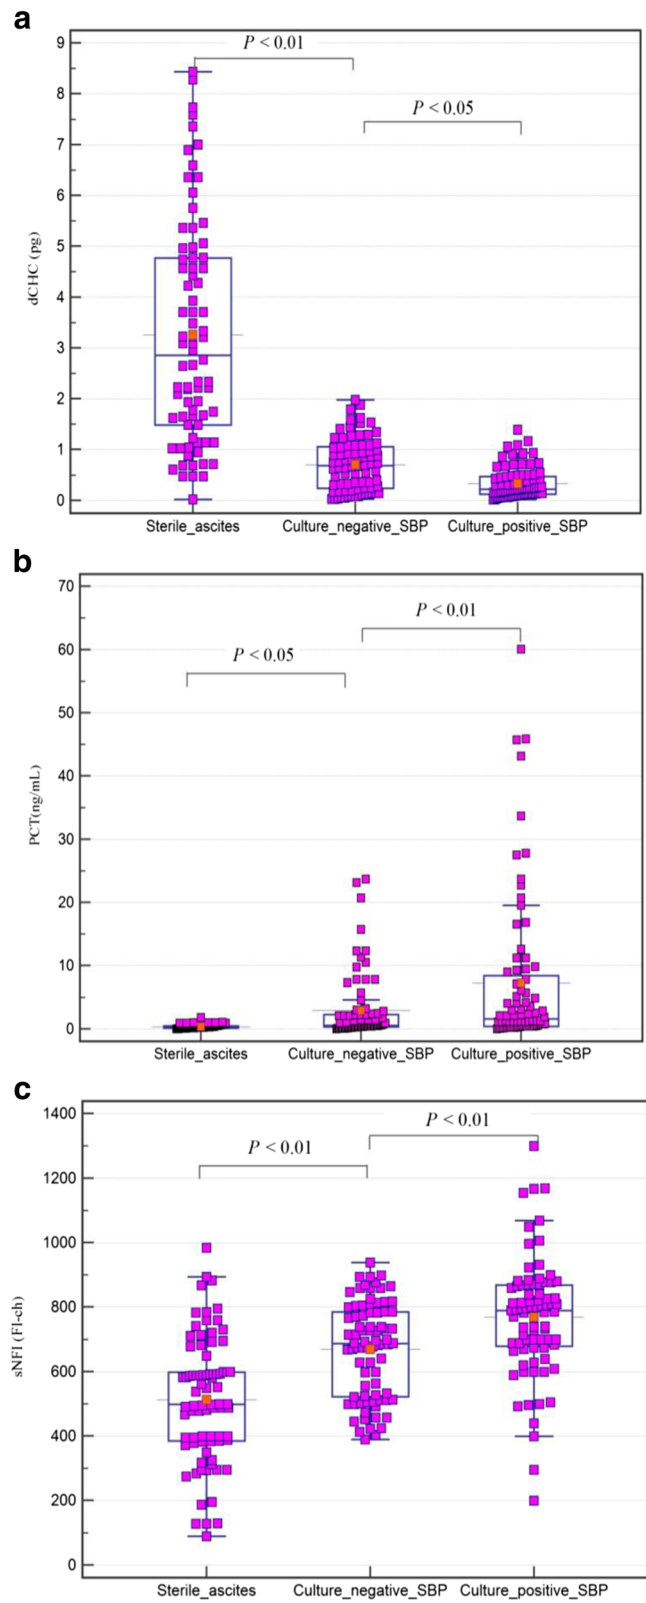 a
P < 0.01
P < 0.05
dCHC (pg)
9
8
7
6
5
4
3
2
1
0
Sterile_ascites Culture_negative_SBP Culture_positive_SBP
b
P < 0.01
P < 0.05
PCT(ng/mL)
70
60
50
40
30
20
10
0
Sterile_ascites Culture_negative_SBP Culture_positive_SBP
c
P < 0.01
P < 0.01
sNFI (FI-ch)
1400
1200
1000
800
600
400
200
0
Sterile_ascites Culture_negative_SBP Culture_positive_SBP